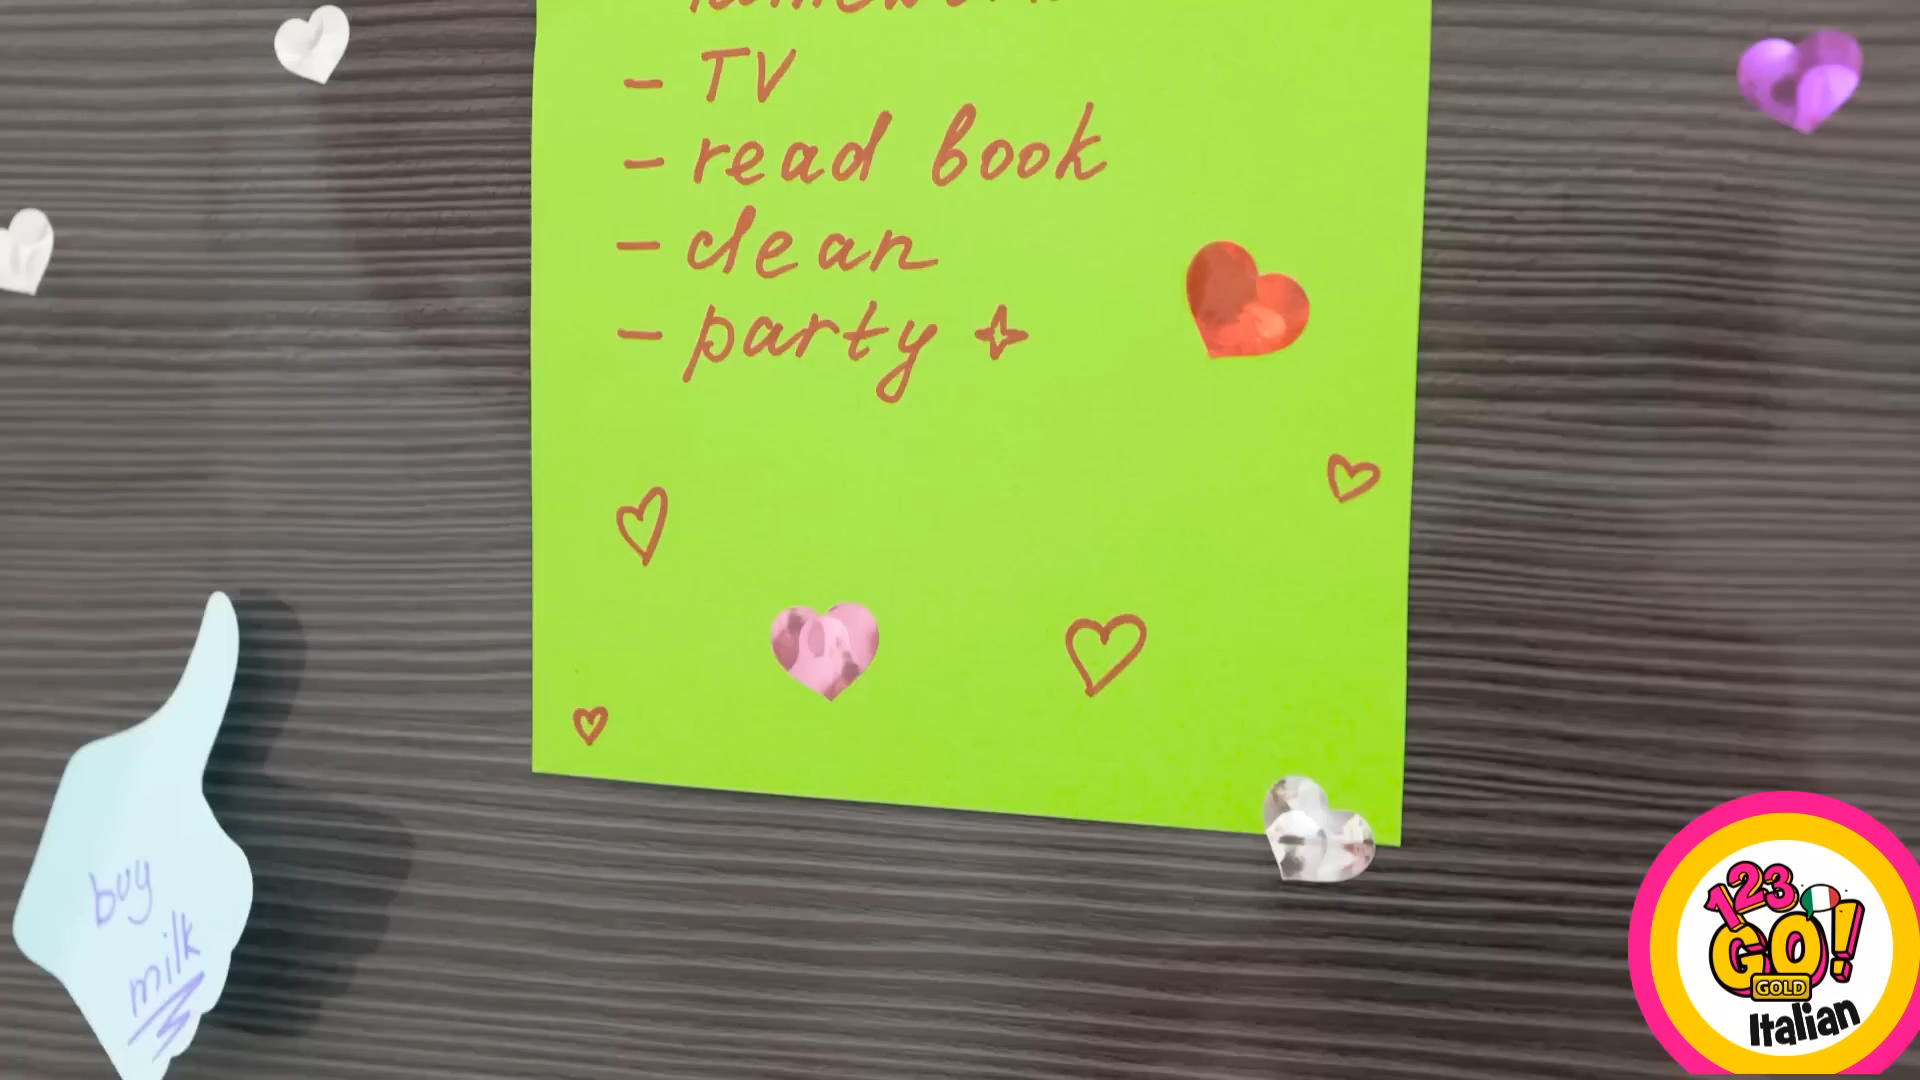 - TV
- read book
- clean
- party
buy
milk
123
GO!
GOLD
Italian